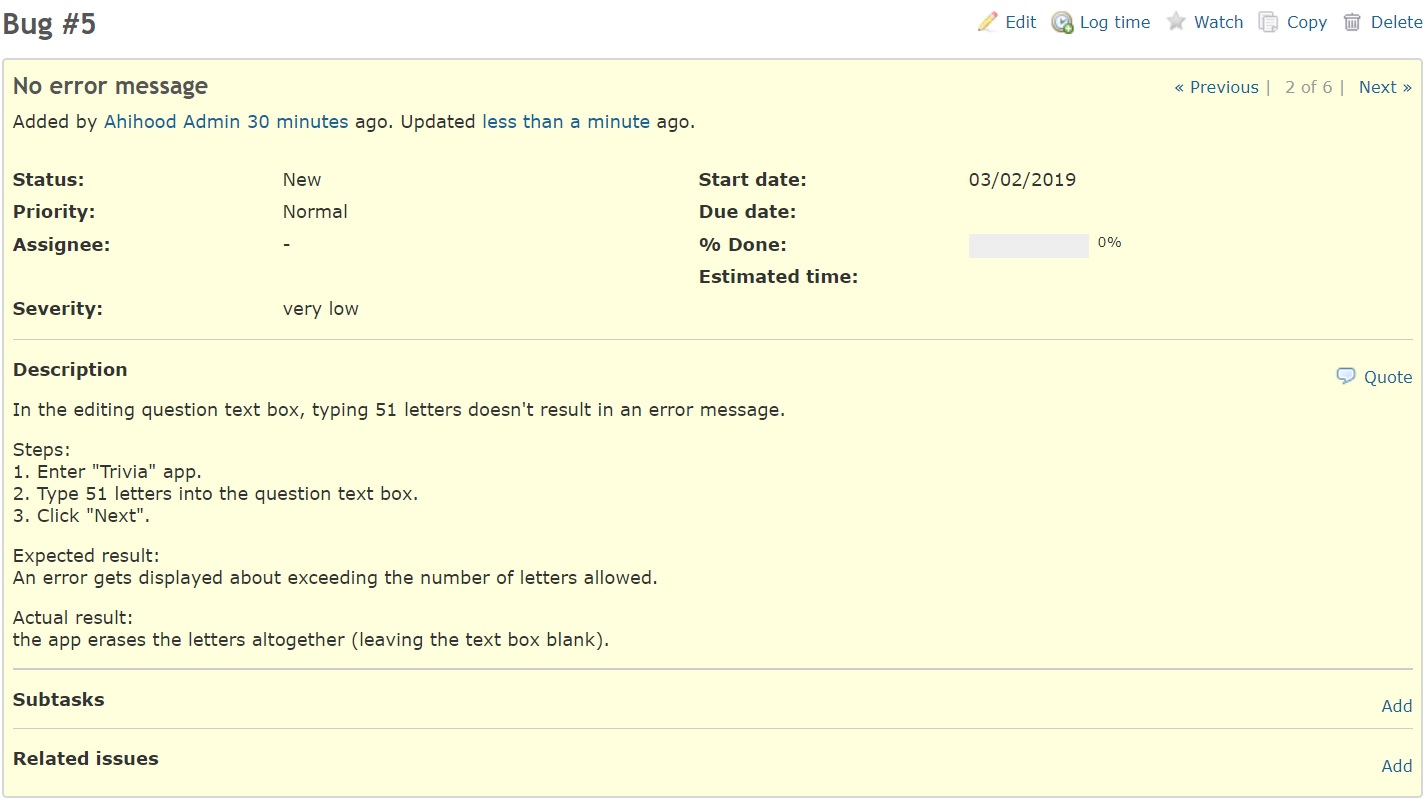 Bug #5
Edit Log time Watch Copy Delete
No error message
« Previous | 2 of 6 | Next »
Added by Ahihood Admin 30 minutes ago. Updated less than a minute ago.
Status: New Start date: 03/02/2019
Priority: Normal Due date:
Assignee: - % Done: 0%
Estimated time:
Severity: very low
Description
Quote
In the editing question text box, typing 51 letters doesn't result in an error message.
Steps:
1. Enter "Trivia" app.
2. Type 51 letters into the question text box.
3. Click "Next".
Expected result:
An error gets displayed about exceeding the number of letters allowed.
Actual result:
the app erases the letters altogether (leaving the text box blank).
Subtasks
Add
Related issues
Add